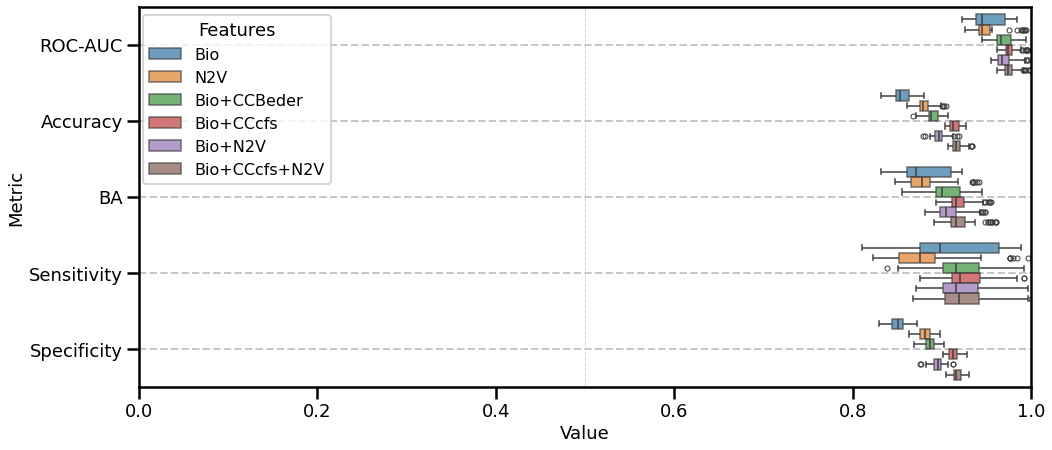 Features
Bio
N2V
Bio+CCBeder
Bio+CCcfs
Bio+N2V
Bio+CCcfs+N2V
Metric
ROC-AUC
Accuracy
BA
Sensitivity
Specificity
0.0 0.2 0.4 0.6 0.8 1.0
Value